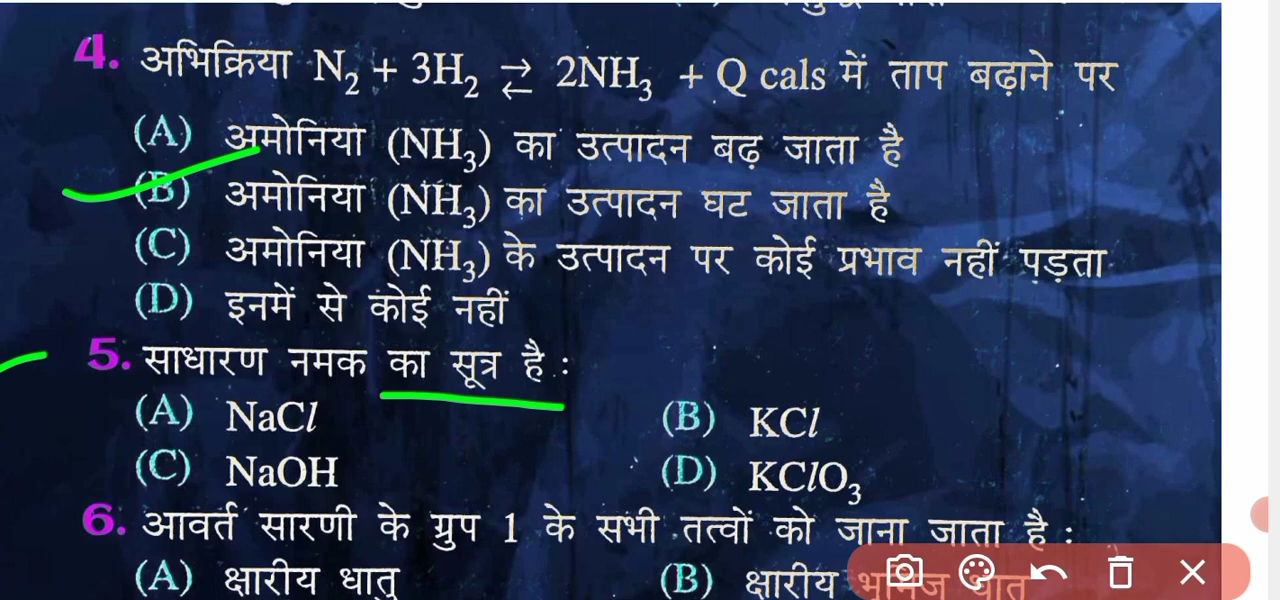 4. अभिक्रिया N₂ + 3H₂ ⇄ 2NH₃ + Q cals में ताप बढ़ाने पर
(A) अमोनिया (NH₃) का उत्पादन बढ़ जाता है
(B) अमोनिया (NH₃) का उत्पादन घट जाता है
(C) अमोनिया (NH₃) के उत्पादन पर कोई प्रभाव नहीं पड़ता
(D) इनमें से कोई नहीं
5. साधारण नमक का सूत्र है :
(A) NaCl (B) KCl
(C) NaOH (D) KClO₃
6. आवर्त सारणी के ग्रुप 1 के सभी तत्वों को जाना जाता है :
(A) क्षारीय धातु (B) क्षारीय